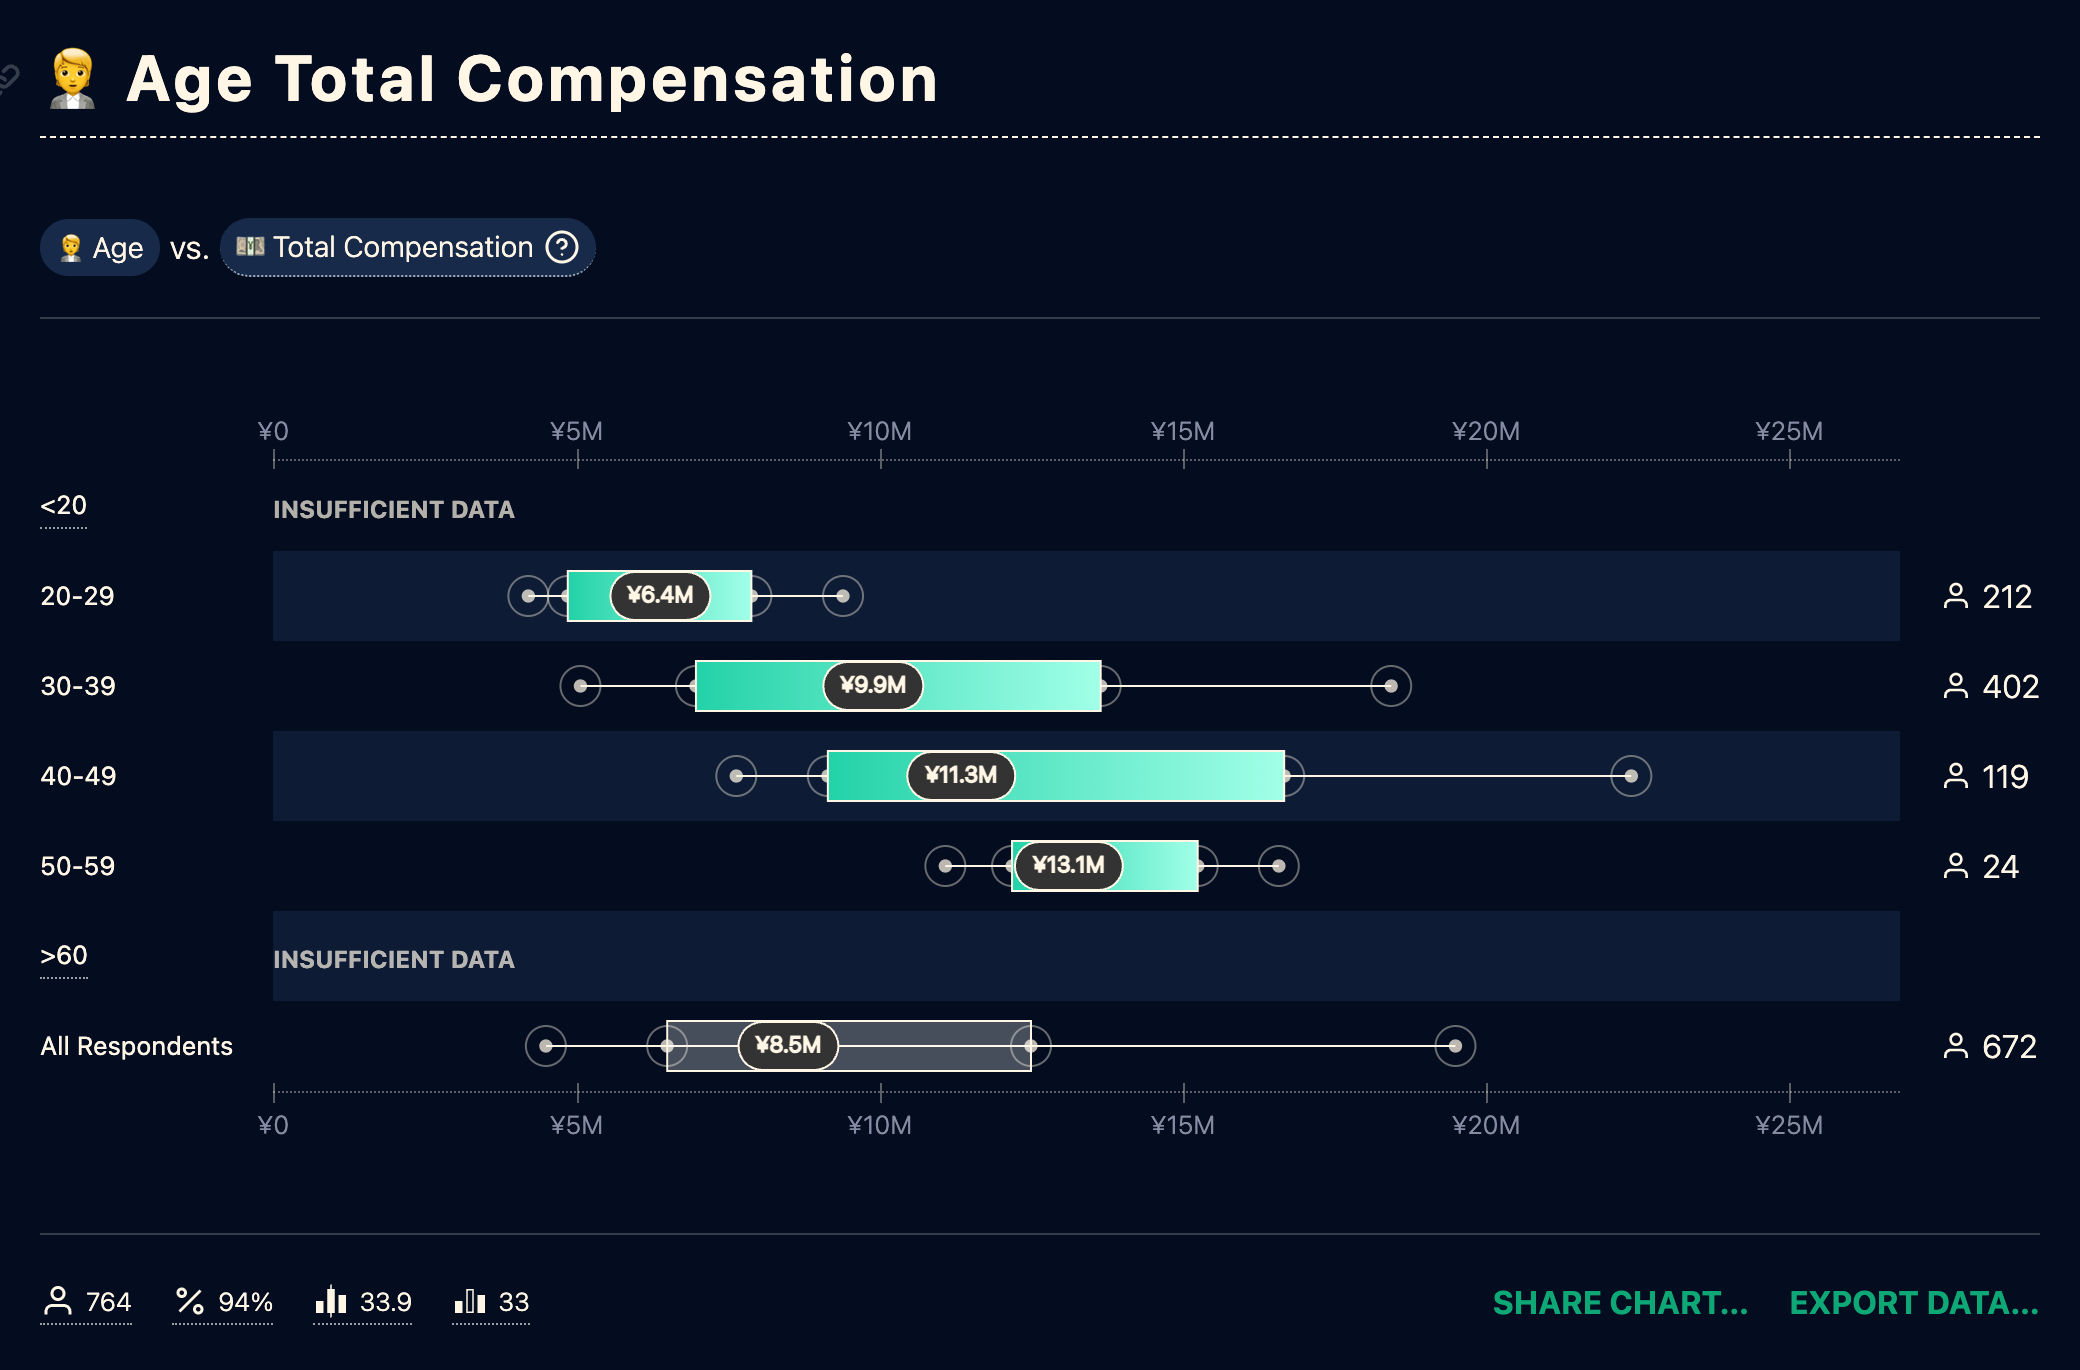 Age Total Compensation
Age vs. Total Compensation ?
¥0 ¥5M ¥10M ¥15M ¥20M ¥25M
<20 INSUFFICIENT DATA
20-29 ¥6.4M 212
30-39 ¥9.9M 402
40-49 ¥11.3M 119
50-59 ¥13.1M 24
>60 INSUFFICIENT DATA
All Respondents ¥8.5M 672
¥0 ¥5M ¥10M ¥15M ¥20M ¥25M
764 % 94% 33.9 33 SHARE CHART... EXPORT DATA...